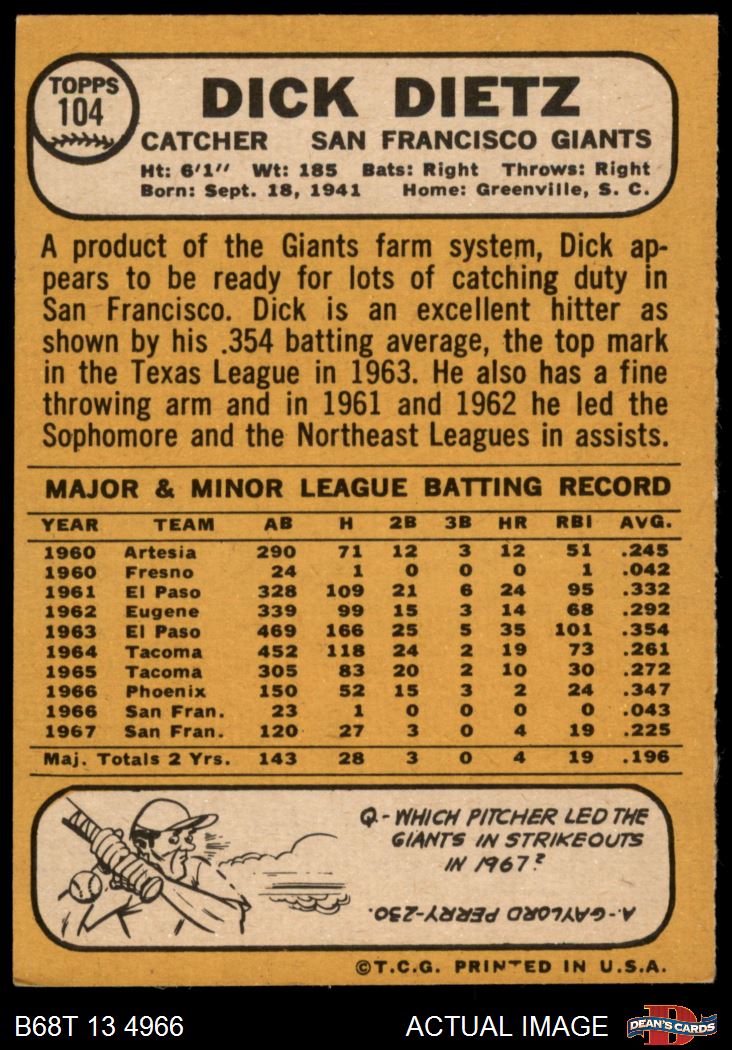 TOPPS
104
DICK DIETZ
CATCHER SAN FRANCISCO GIANTS
Ht: 6'1" Wt: 185 Bats: Right Throws: Right
Born: Sept. 18, 1941 Home: Greenville, S. C.
A product of the Giants farm system, Dick ap-
pears to be ready for lots of catching duty in
San Francisco. Dick is an excellent hitter as
shown by his .354 batting average, the top mark
in the Texas League in 1963. He also has a fine
throwing arm and in 1961 and 1962 he led the
Sophomore and the Northeast Leagues in assists.
MAJOR & MINOR LEAGUE BATTING RECORD
YEAR TEAM AB H 2B 3B HR RBI AVG.
1960 Artesia 290 71 12 3 12 51 .245
1960 Fresno 24 1 0 0 0 1 .042
1961 El Paso 328 109 21 6 24 95 .332
1962 Eugene 339 99 15 3 14 68 .292
1963 El Paso 469 166 25 5 35 101 .354
1964 Tacoma 452 118 24 2 19 73 .261
1965 Tacoma 305 83 20 2 10 30 .272
1966 Phoenix 150 52 15 3 2 24 .347
1966 San Fran. 23 1 0 0 0 0 .043
1967 San Fran. 120 27 3 0 4 19 .225
Maj. Totals 2 Yrs. 143 28 3 0 4 19 .196
Q-WHICH PITCHER LED THE
GIANTS IN STRIKEOUTS
IN 1967?
A-GAYLORD PERRY-230.
©T.C.G. PRINTED IN U.S.A.
B68T 13 4966 ACTUAL IMAGE
D
DEAN'S CARDS